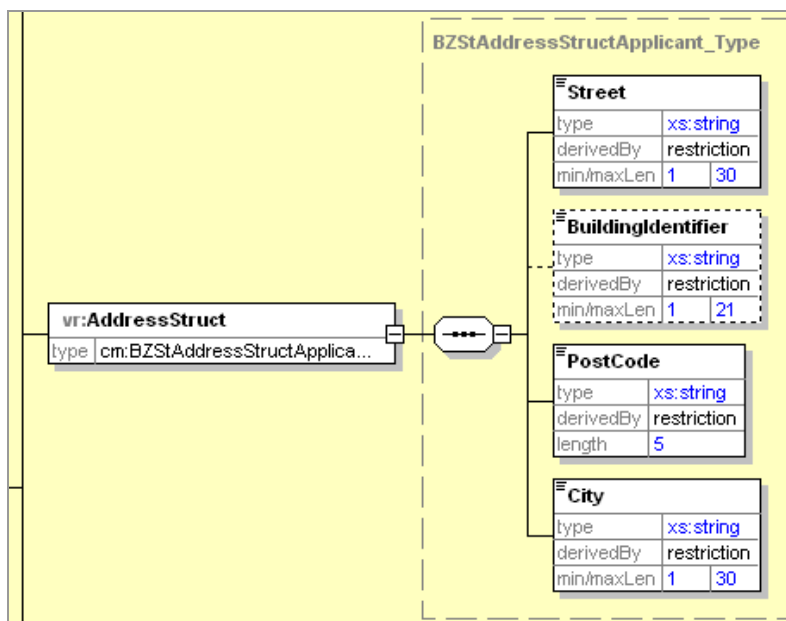 BZStAddressStructApplicant_Type
Street
type xs:string
derivedBy restriction
min/maxLen 1 30
BuildingIdentifier
type xs:string
derivedBy restriction
min/maxLen 1 21
vr:AddressStruct
type cm:BZStAddressStructApplica...
PostCode
type xs:string
derivedBy restriction
length 5
City
type xs:string
derivedBy restriction
min/maxLen 1 30